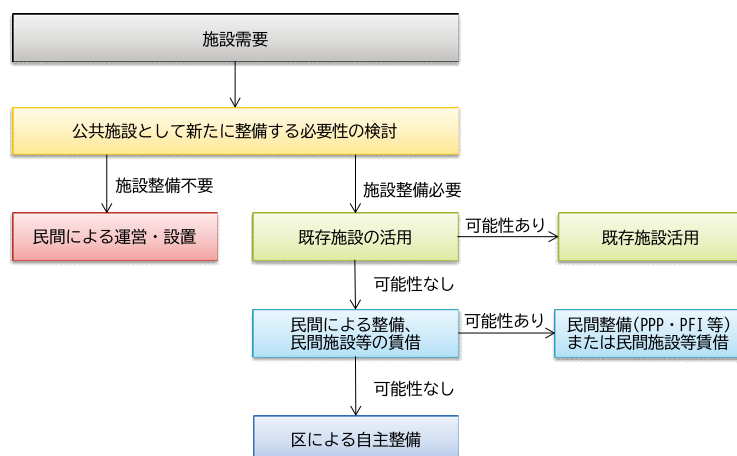 施設需要
公共施設として新たに整備する必要性の検討
施設整備不要
施設整備必要
民間による運営・設置
既存施設の活用
可能性あり
既存施設活用
可能性なし
民間による整備、
民間施設等の賃借
可能性あり
民間整備(PPP・PFI等)
または民間施設等賃借
可能性なし
区による自主整備